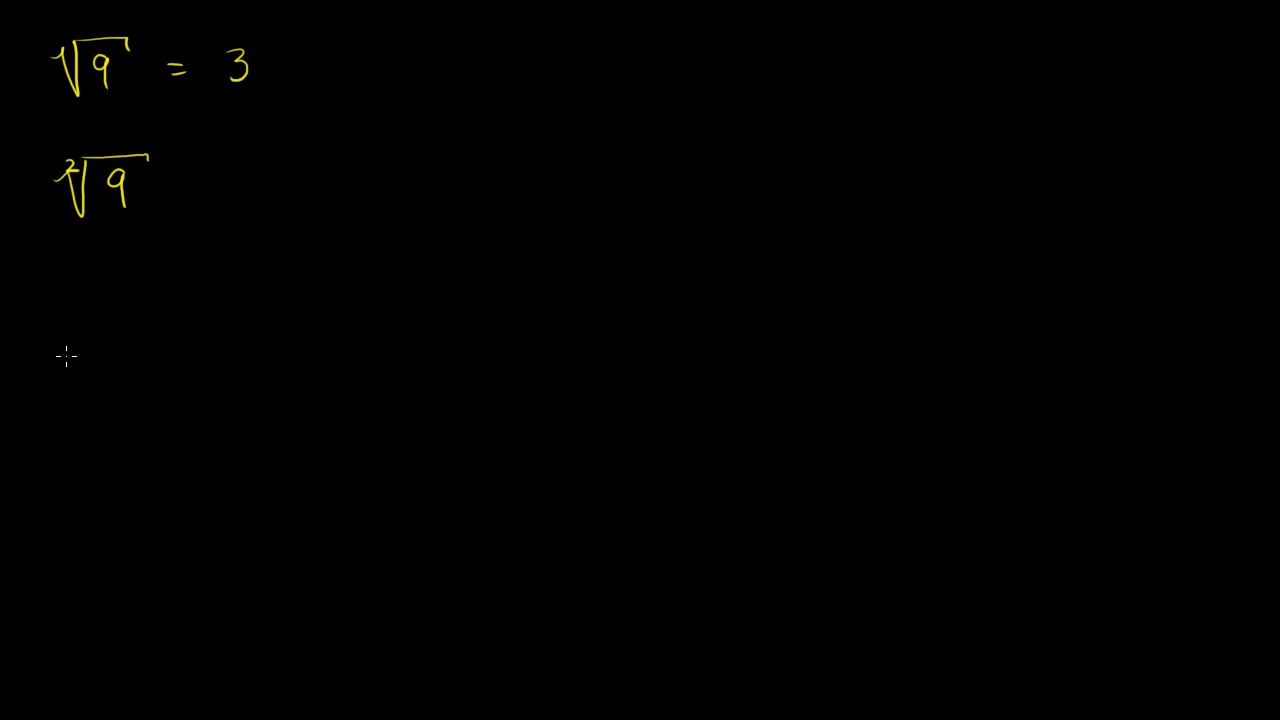 √9 = 3
²√9